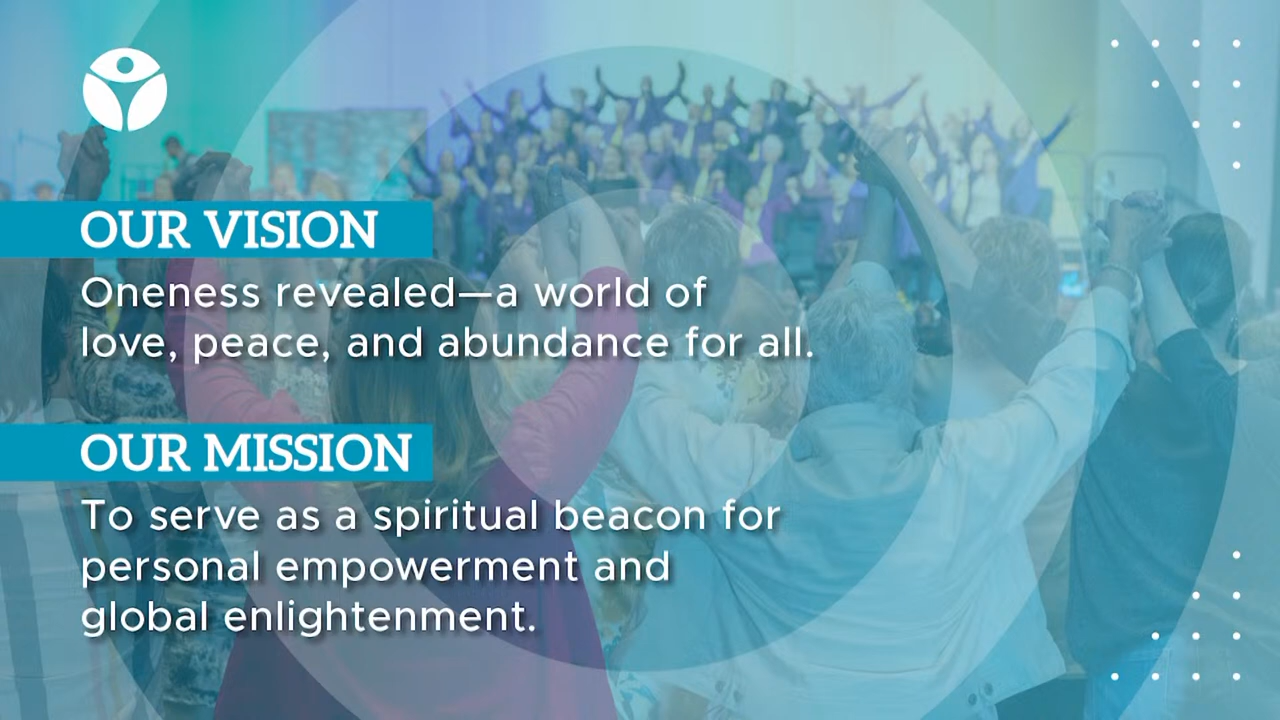 OUR VISION
Oneness revealed—a world of
love, peace, and abundance for all.
OUR MISSION
To serve as a spiritual beacon for
personal empowerment and
global enlightenment.